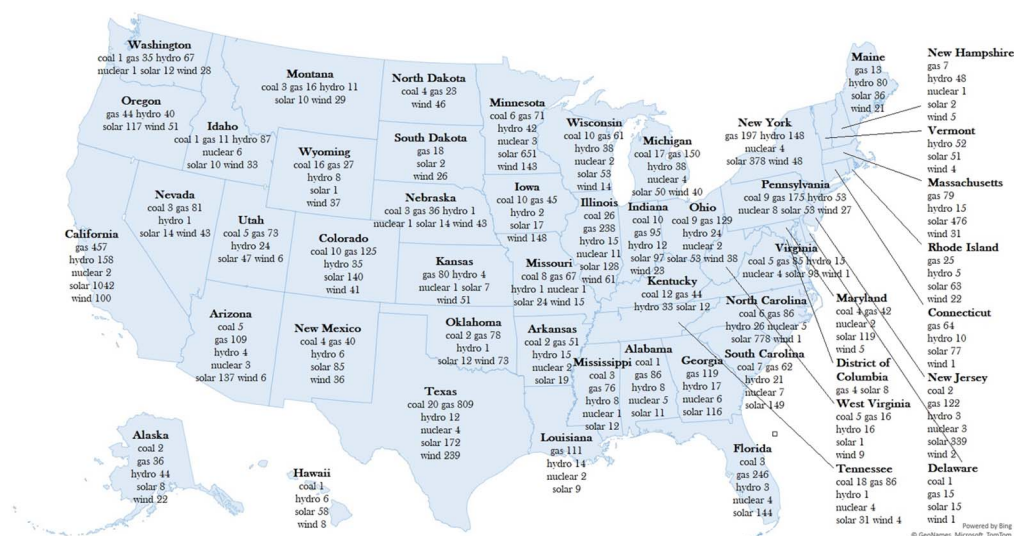 Washington
coal 1 gas 35 hydro 67
nuclear 1 solar 12 wind 28
Oregon
gas 44 hydro 40
solar 117 wind 51
Idaho
coal 1 gas 11 hydro 87
nuclear 6
solar 10 wind 33
Montana
coal 3 gas 16 hydro 11
solar 10 wind 29
North Dakota
coal 4 gas 23
wind 46
South Dakota
gas 18
solar 2
wind 26
Wyoming
coal 16 gas 27
hydro 8
solar 1
wind 37
Nebraska
coal 3 gas 36 hydro 1
nuclear 1 solar 14 wind 43
Nevada
coal 3 gas 81
hydro 1
solar 14 wind 43
Utah
coal 5 gas 73
hydro 24
solar 47 wind 6
Colorado
coal 10 gas 125
hydro 35
solar 140
wind 41
California
gas 457
hydro 158
nuclear 2
solar 1042
wind 100
Kansas
gas 80 hydro 4
nuclear 1 solar 7
wind 51
Arizona
coal 5
gas 109
hydro 4
nuclear 3
solar 137 wind 6
New Mexico
coal 4 gas 40
hydro 6
solar 85
wind 36
Oklahoma
coal 2 gas 78
hydro 1
solar 12 wind 73
Texas
coal 20 gas 809
hydro 12
nuclear 4
solar 172
wind 239
Alaska
coal 2
gas 36
hydro 44
solar 8
wind 22
Hawaii
coal 1
hydro 6
solar 58
wind 8
Minnesota
coal 6 gas 71
hydro 42
nuclear 3
solar 651
wind 143
Wisconsin
coal 10 gas 61
hydro 38
nuclear 2
solar 53
wind 14
Michigan
coal 17 gas 150
hydro 38
nuclear 4
solar 50 wind 40
Iowa
coal 10 gas 45
hydro 2
solar 17
wind 148
Illinois
coal 26
gas 238
hydro 15
nuclear 11
solar 128
wind 61
Indiana
coal 10
gas 95
hydro 12
solar 97
wind 23
Ohio
coal 9 gas 129
hydro 24
nuclear 2
solar 53 wind 38
Missouri
coal 8 gas 67
hydro 1 nuclear 1
solar 24 wind 15
Kentucky
coal 12 gas 44
hydro 33 solar 12
Arkansas
coal 2 gas 51
hydro 15
nuclear 2
solar 19
Mississippi
coal 3
gas 76
hydro 8
nuclear 1
solar 12
Alabama
coal 1
gas 86
hydro 8
nuclear 5
solar 11
Georgia
gas 119
hydro 17
nuclear 6
solar 116
Louisiana
gas 111
hydro 14
nuclear 2
solar 9
Florida
coal 3
gas 246
hydro 3
nuclear 4
solar 144
South Carolina
coal 7 gas 62
hydro 21
nuclear 7
solar 149
North Carolina
coal 6 gas 86
hydro 26 nuclear 5
solar 778 wind 1
Virginia
coal 5 gas 85 hydro 15
nuclear 4 solar 98 wind 1
Pennsylvania
coal 9 gas 175 hydro 53
nuclear 8 solar 53 wind 27
New York
gas 197 hydro 148
nuclear 4
solar 378 wind 48
Maine
gas 13
hydro 80
solar 36
wind 21
New Hampshire
gas 7
hydro 48
nuclear 1
solar 2
wind 5
Vermont
hydro 52
solar 51
wind 4
Massachusetts
gas 79
hydro 15
solar 476
wind 31
Rhode Island
gas 25
hydro 5
solar 63
wind 22
Connecticut
gas 64
hydro 10
solar 77
wind 1
New Jersey
coal 2
gas 122
hydro 3
nuclear 3
solar 339
wind 2
Delaware
coal 1
gas 15
solar 15
wind 1
Maryland
coal 4 gas 42
nuclear 2
solar 119
wind 5
District of
Columbia
gas 4 solar 8
West Virginia
coal 5 gas 16
hydro 16
solar 1
wind 9
Tennessee
coal 18 gas 86
hydro 1
nuclear 4
solar 31 wind 4
Powered by Bing
© GeoNames, Microsoft, TomTom